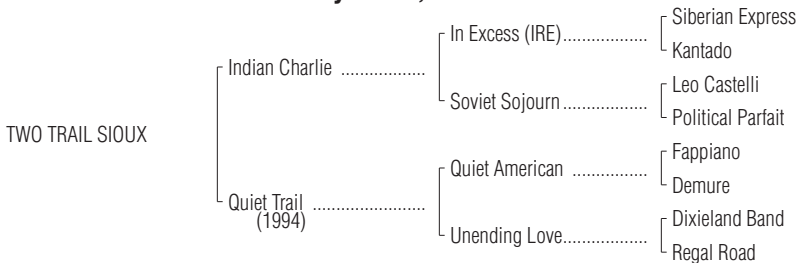 Siberian Express
In Excess (IRE)..................
Kantado
Indian Charlie ..................
Leo Castelli
Soviet Sojourn..................
Political Parfait
TWO TRAIL SIOUX
Fappiano
Quiet American ................
Demure
Quiet Trail ........................
(1994)
Dixieland Band
Unending Love..................
Regal Road